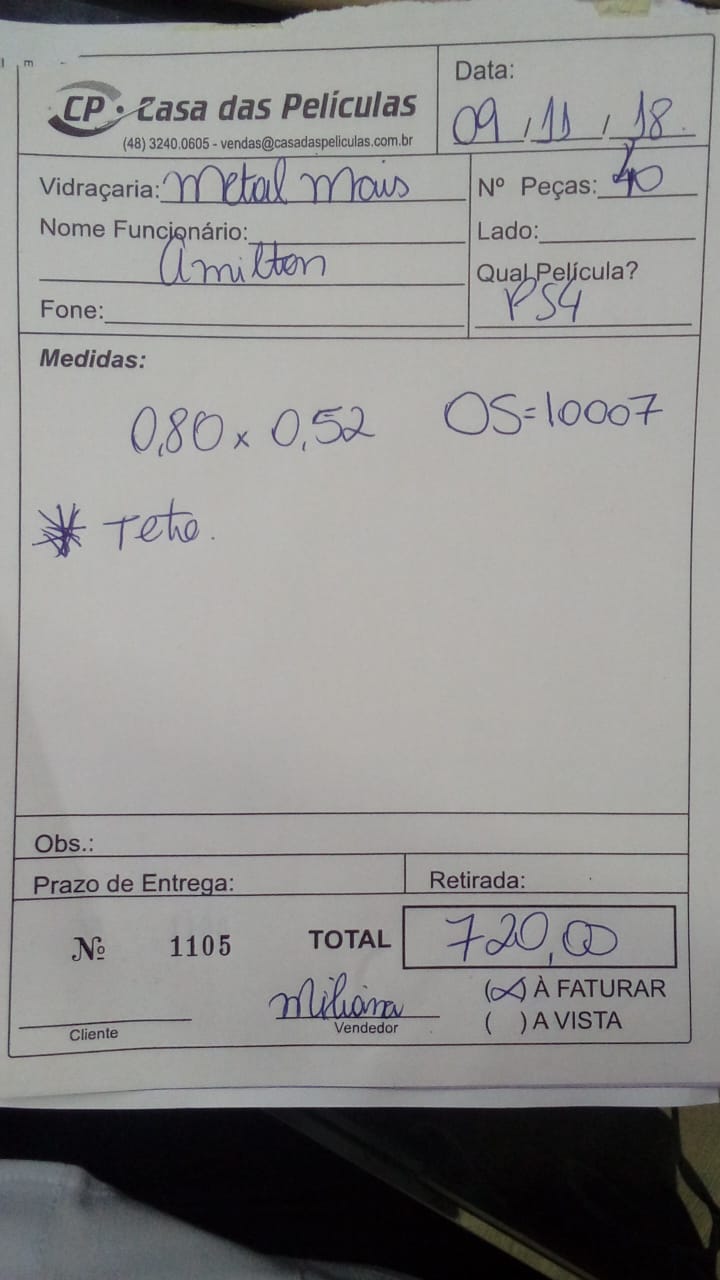 CP • Casa das Películas
(48) 3240.0605 - vendas@casadaspeliculas.com.br
Data:
09 / 11 / 18.
Vidraçaria: Metal Mais
Nº Peças: 40
Nome Funcionário:
Amilton
Lado:
Qual Película?
PS4
Fone:
Medidas:
0,80 x 0,52 OS=10007
* Teto.
Obs.:
Prazo de Entrega:
Retirada:
Nº 1105
TOTAL 720,00
Miliana
Cliente
Vendedor
(X) À FATURAR
( ) A VISTA